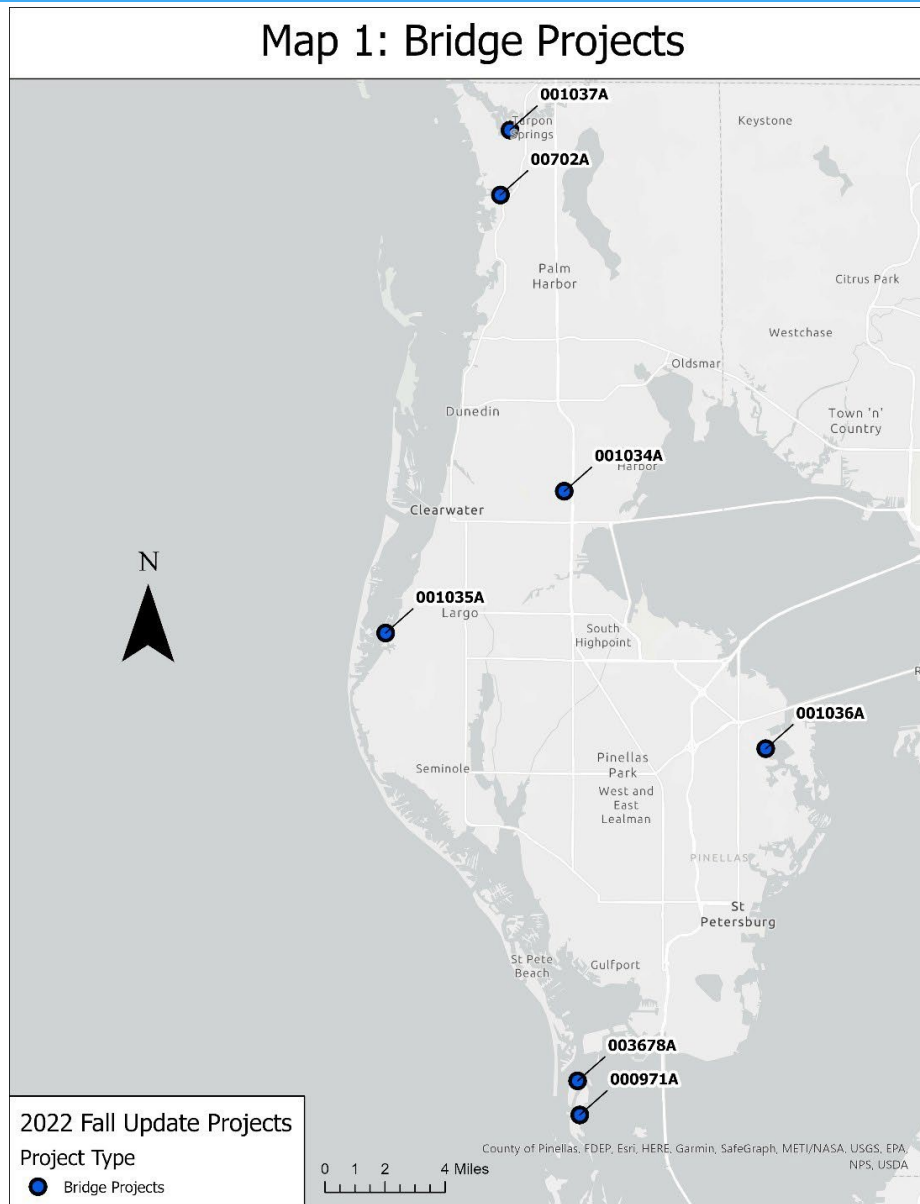 Map 1: Bridge Projects
001037A
Tarpon
Springs
Keystone
00702A
Palm
Harbor
Citrus Park
Westchase
Oldsmar
Dunedin
Town 'n'
Country
001034A
Harbor
Clearwater
N
001035A
Largo
South
Highpoint
R
001036A
Pinellas
Park
Seminole
West and
East
Lealman
PINELLAS
St
Petersburg
St Pete
Beach
Gulfport
003678A
000971A
2022 Fall Update Projects
Project Type
Bridge Projects
0 1 2 4 Miles
County of Pinellas, FDEP, Esri, HERE, Garmin, SafeGraph, METI/NASA, USGS, EPA,
NPS, USDA